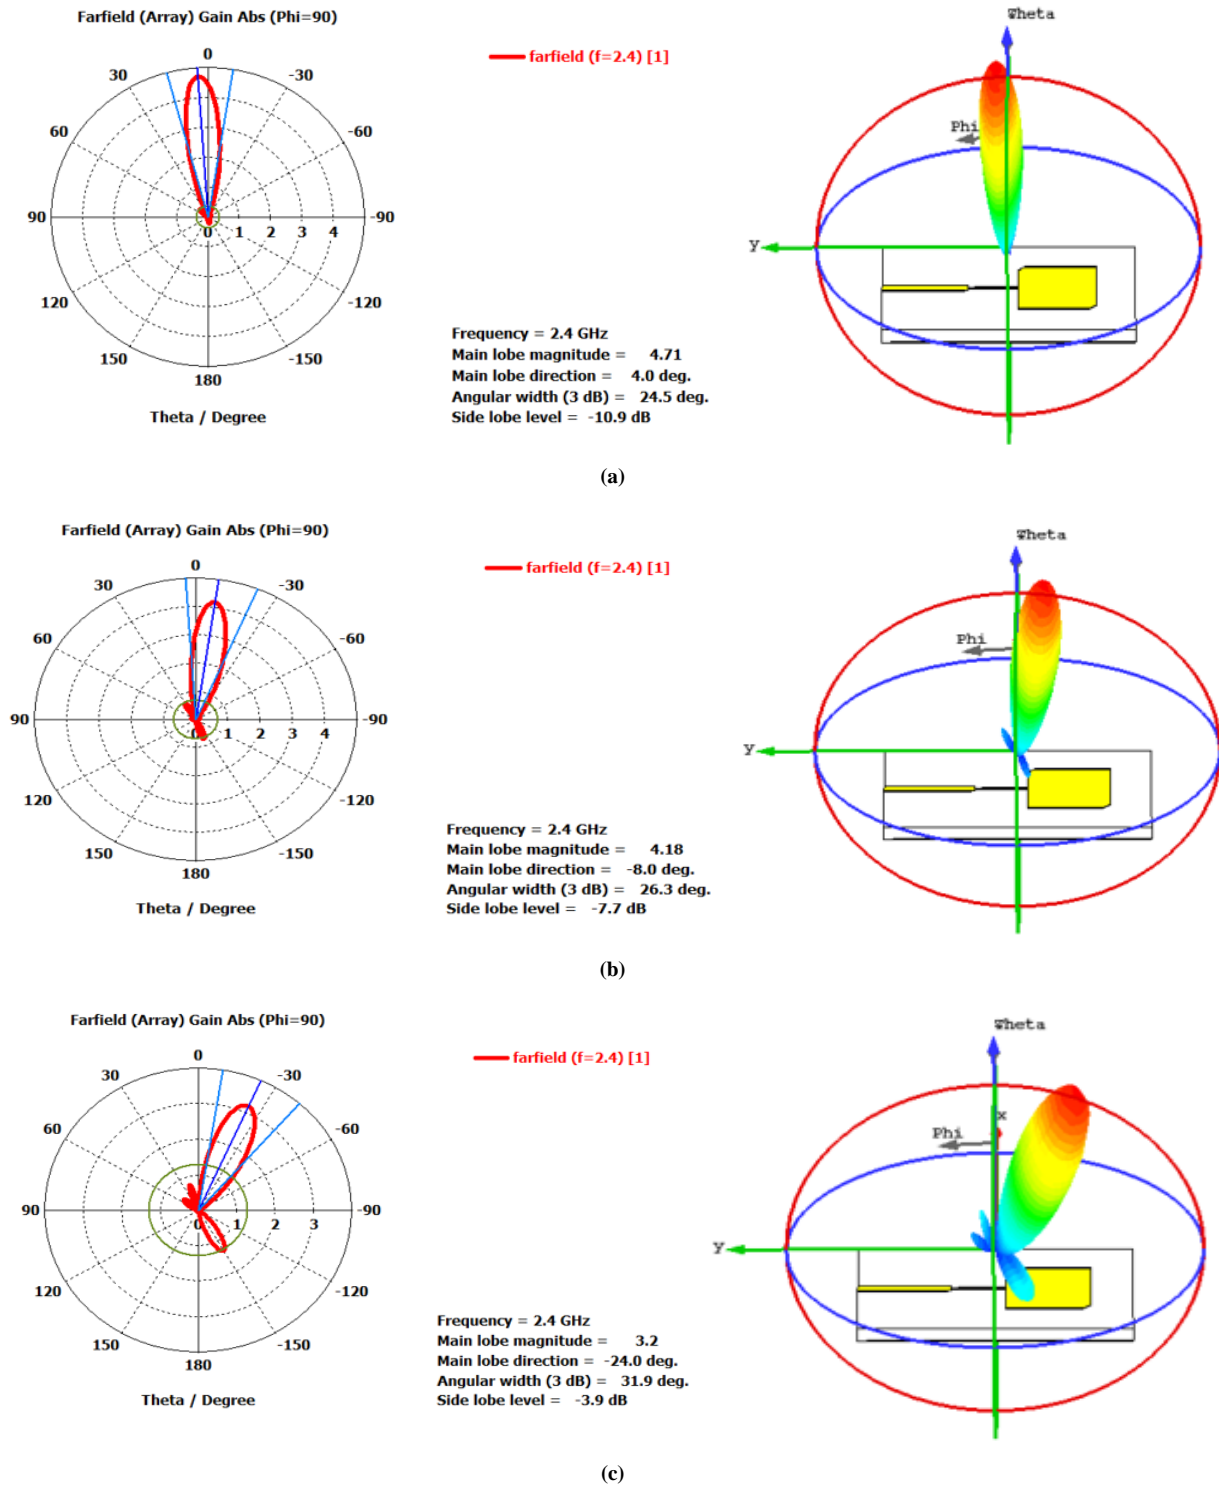 Farfield (Array) Gain Abs (Phi=90)
farfield (f=2.4) [1]
0
30
-30
60
-60
90
-90
0 1 2 3 4
120
-120
150
-150
180
Theta / Degree
Frequency = 2.4 GHz
Main lobe magnitude = 4.71
Main lobe direction = 4.0 deg.
Angular width (3 dB) = 24.5 deg.
Side lobe level = -10.9 dB
Theta
Phi
y
(a)
Farfield (Array) Gain Abs (Phi=90)
farfield (f=2.4) [1]
0
30
-30
60
-60
90
-90
0 1 2 3 4
120
-120
150
-150
180
Theta / Degree
Frequency = 2.4 GHz
Main lobe magnitude = 4.18
Main lobe direction = -8.0 deg.
Angular width (3 dB) = 26.3 deg.
Side lobe level = -7.7 dB
Theta
Phi
y
(b)
Farfield (Array) Gain Abs (Phi=90)
farfield (f=2.4) [1]
0
30
-30
60
-60
90
-90
0 1 2 3
120
-120
150
-150
180
Theta / Degree
Frequency = 2.4 GHz
Main lobe magnitude = 3.2
Main lobe direction = -24.0 deg.
Angular width (3 dB) = 31.9 deg.
Side lobe level = -3.9 dB
Theta
x
Phi
y
(c)